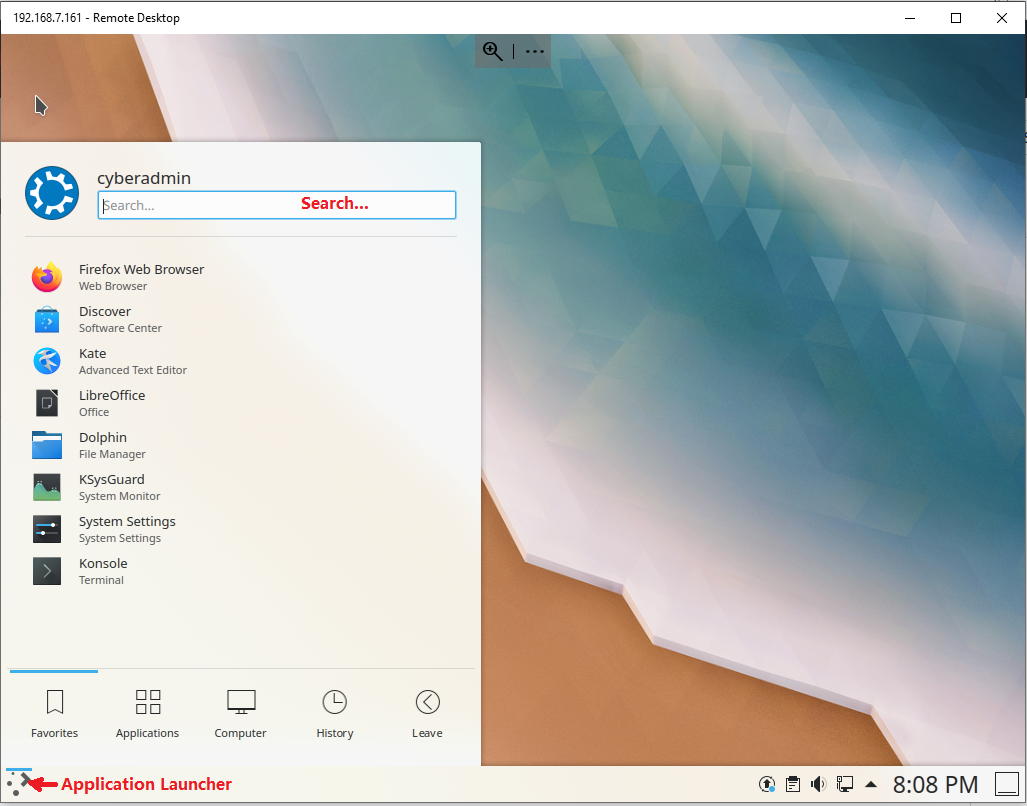 192.168.7.161 - Remote Desktop
cyberadmin
Search...
Search...
Firefox Web Browser
Web Browser
Discover
Software Center
Kate
Advanced Text Editor
LibreOffice
Office
Dolphin
File Manager
KSysGuard
System Monitor
System Settings
System Settings
Konsole
Terminal
Favorites
Applications
Computer
History
Leave
Application Launcher
8:08 PM